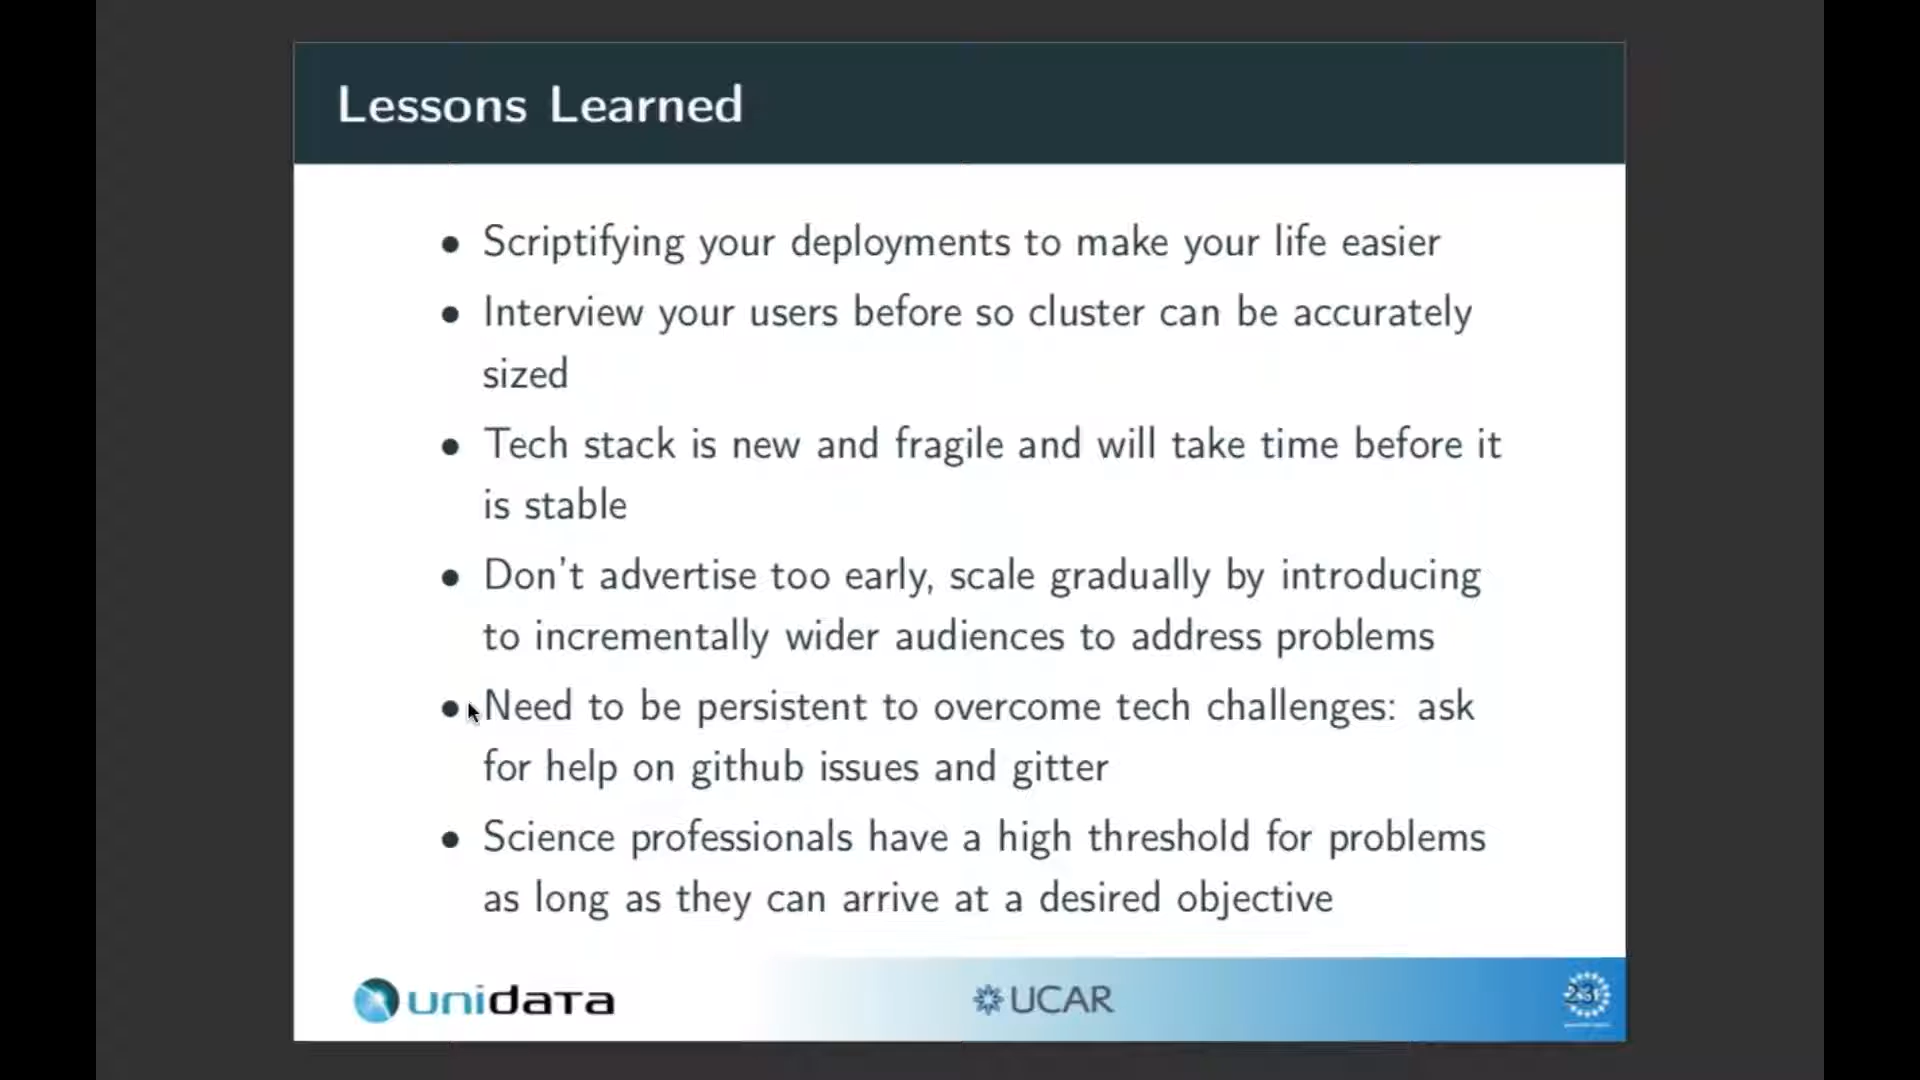 Lessons Learned
• Scriptifying your deployments to make your life easier
• Interview your users before so cluster can be accurately
sized
• Tech stack is new and fragile and will take time before it
is stable
• Don't advertise too early, scale gradually by introducing
to incrementally wider audiences to address problems
• Need to be persistent to overcome tech challenges: ask
for help on github issues and gitter
• Science professionals have a high threshold for problems
as long as they can arrive at a desired objective
unidata
UCAR
23